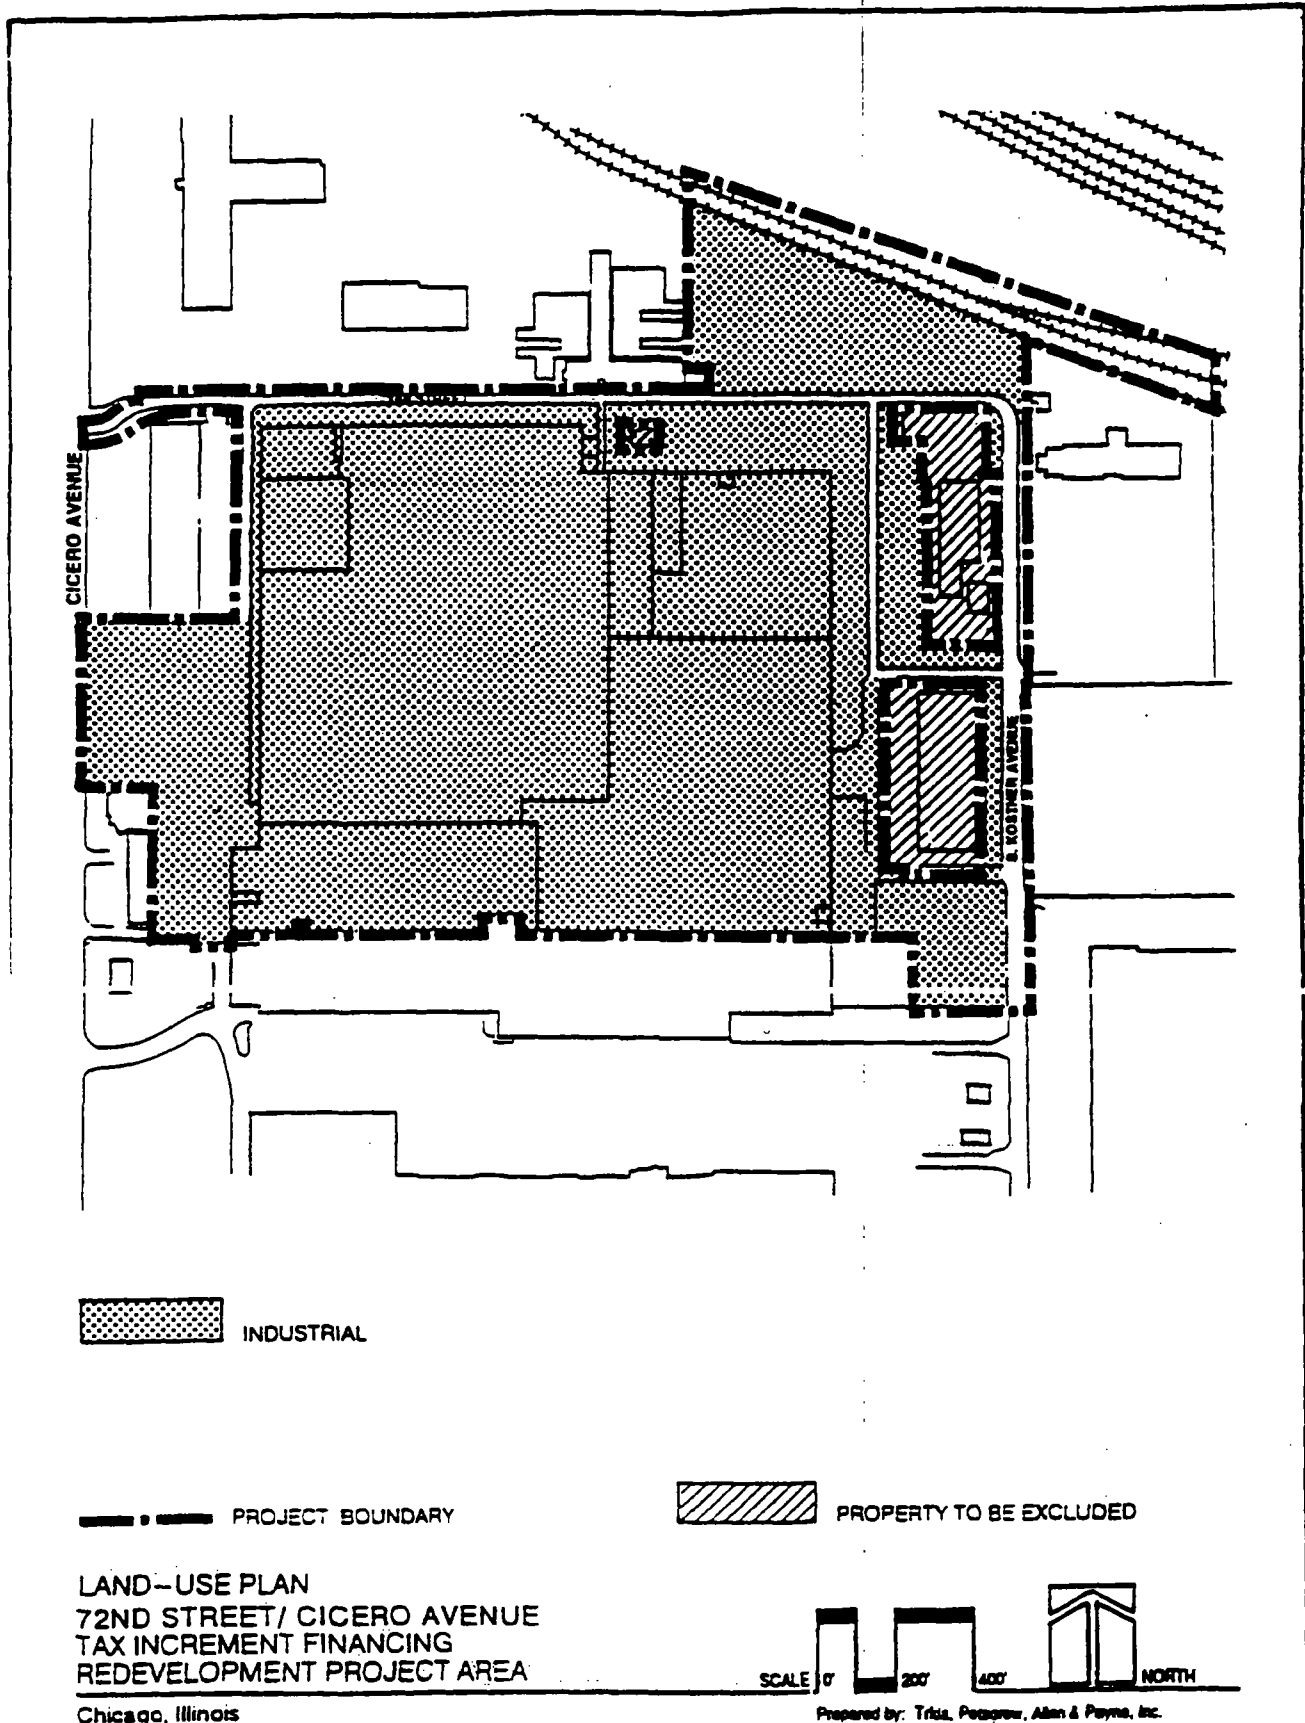 CICERO AVENUE
S. KOSTNER AVENUE
INDUSTRIAL
PROJECT BOUNDARY
PROPERTY TO BE EXCLUDED
LAND-USE PLAN
72ND STREET/ CICERO AVENUE
TAX INCREMENT FINANCING
REDEVELOPMENT PROJECT AREA
SCALE 0' 200' 400' NORTH
Chicago, Illinois
Prepared by: Trkla, Pettigrew, Allen & Payne, Inc.